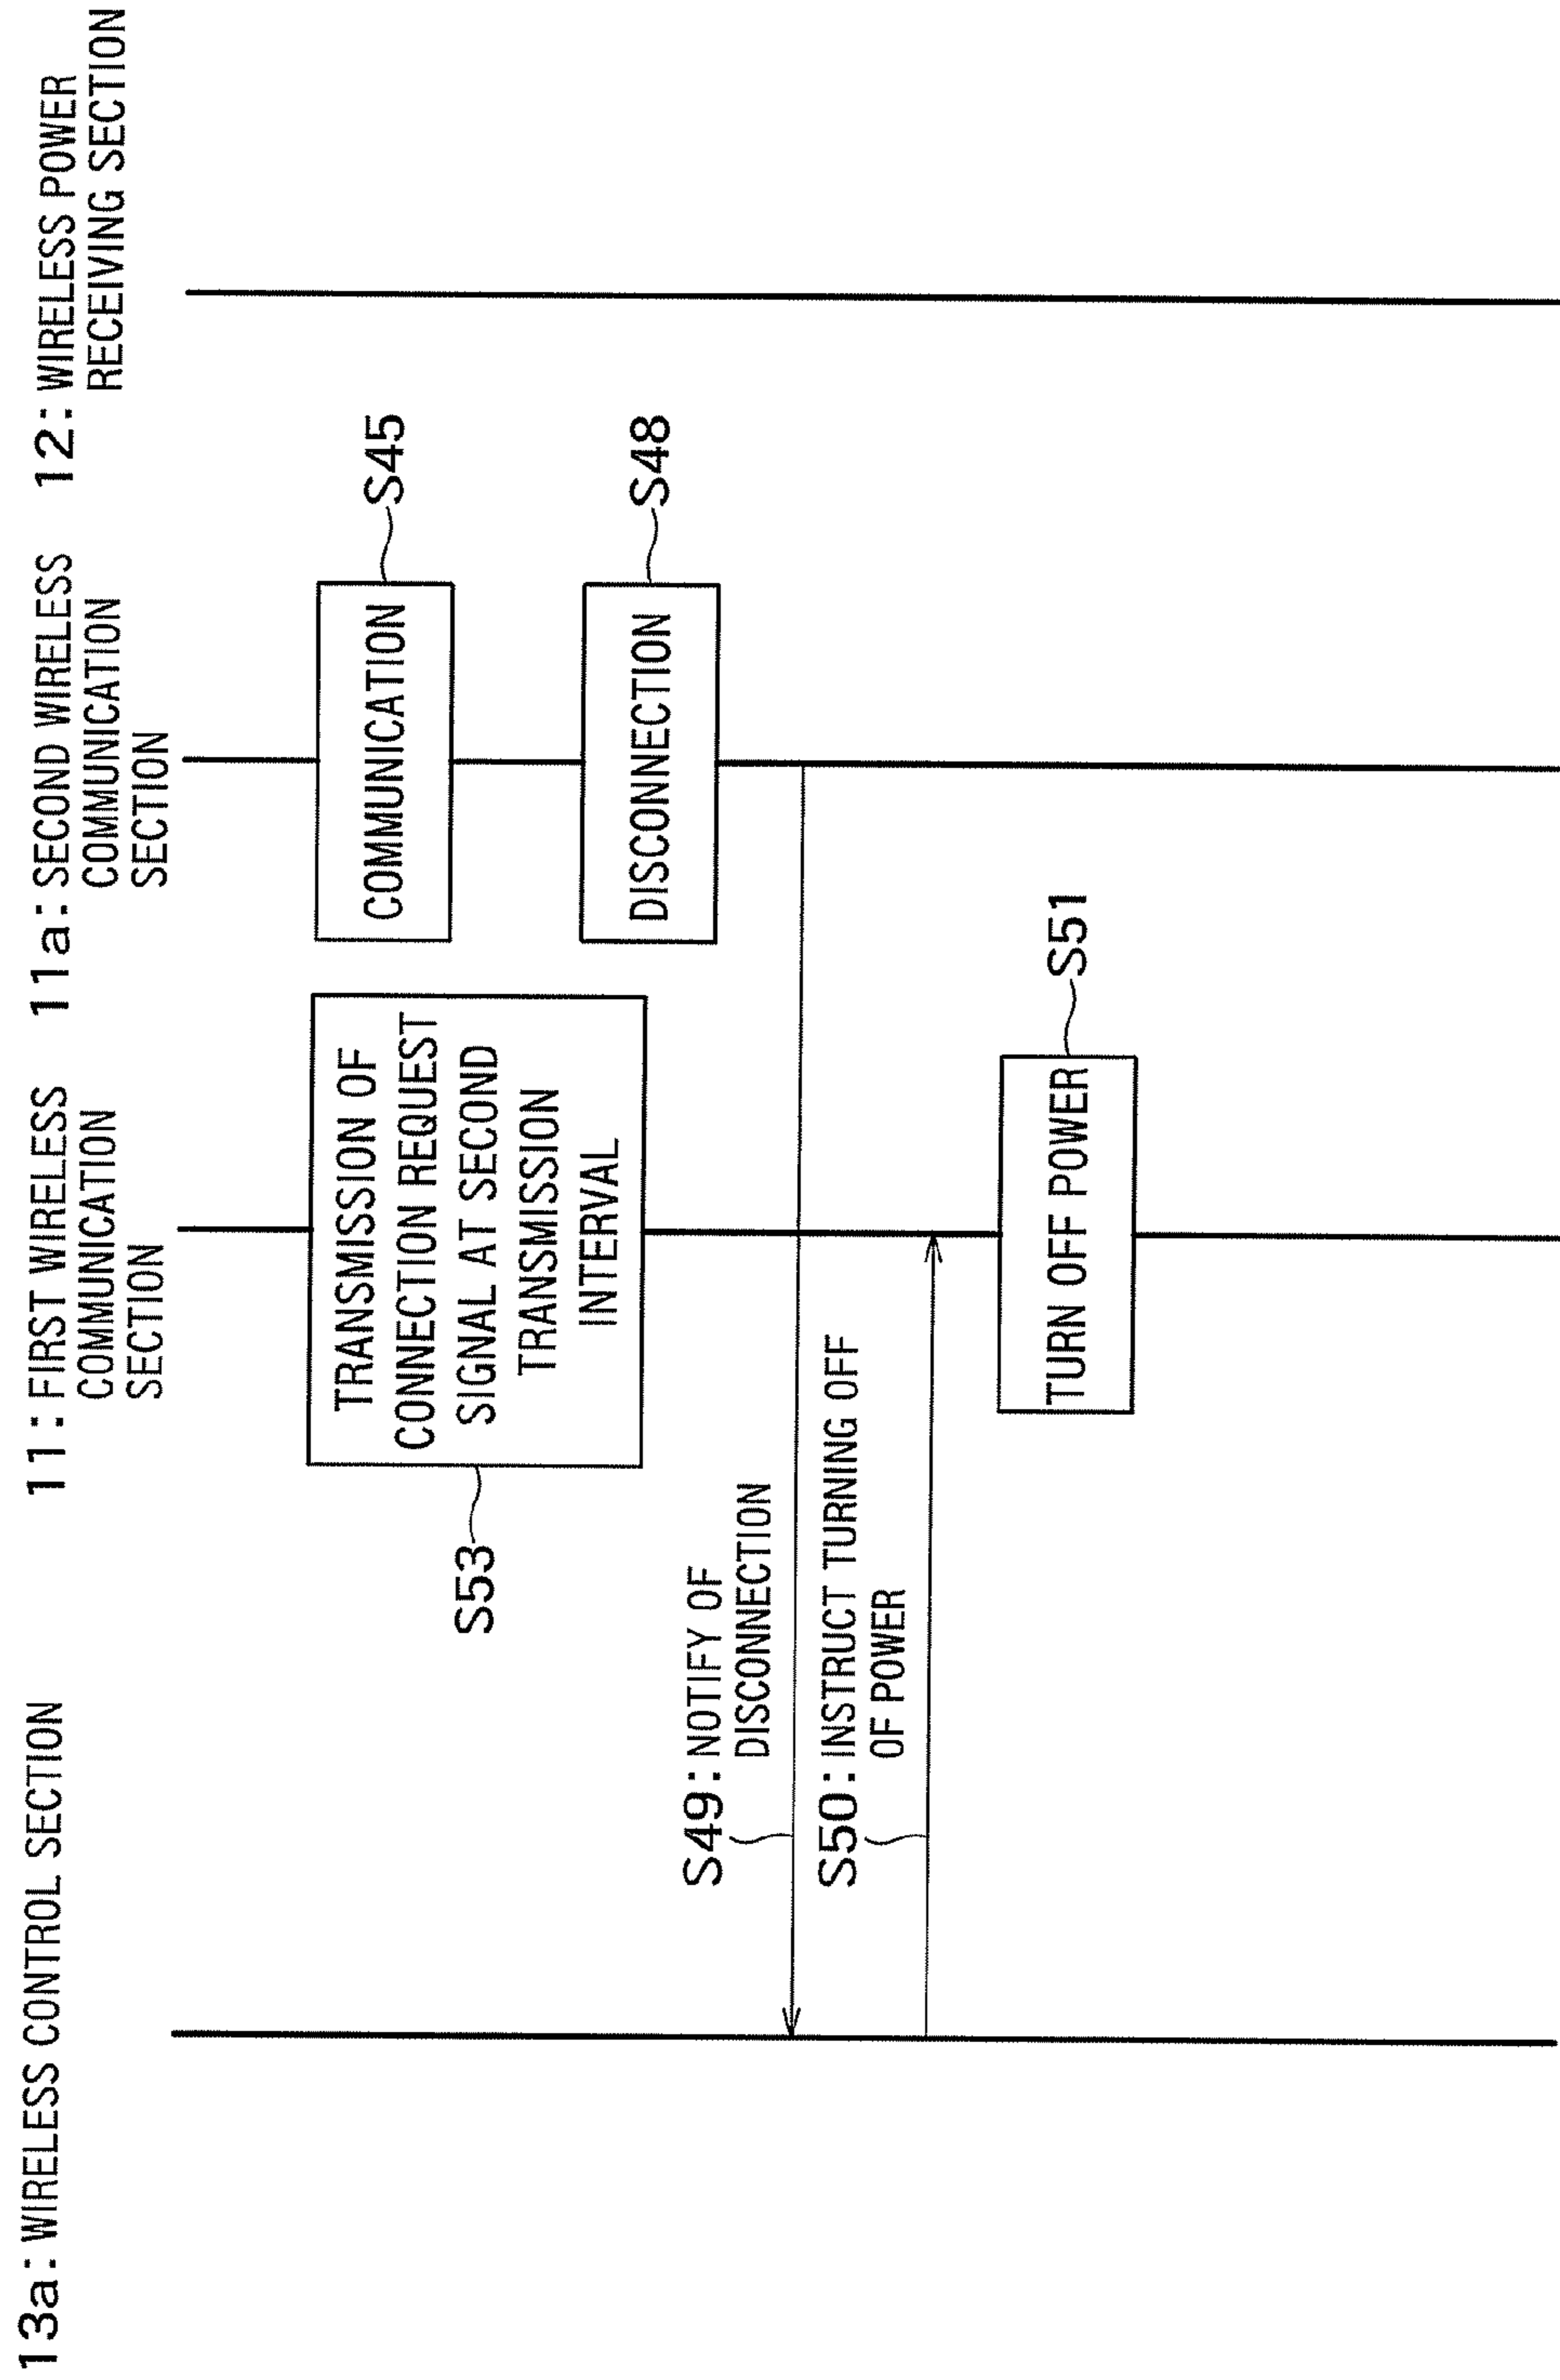 13a: WIRELESS CONTROL SECTION
11: FIRST WIRELESS
COMMUNICATION
SECTION
11a: SECOND WIRELESS
COMMUNICATION
SECTION
12: WIRELESS POWER
RECEIVING SECTION
S53
TRANSMISSION OF
CONNECTION REQUEST
SIGNAL AT SECOND
TRANSMISSION
INTERVAL
COMMUNICATION
S45
DISCONNECTION
S48
S49: NOTIFY OF
DISCONNECTION
S50: INSTRUCT TURNING OFF
OF POWER
TURN OFF POWER
S51